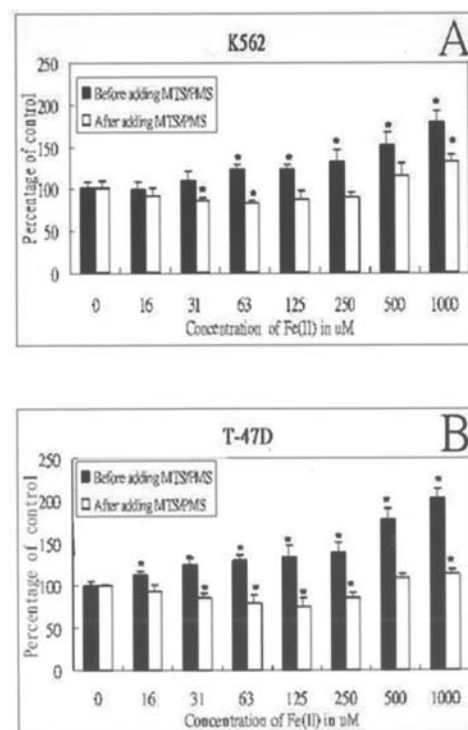 K562
A
250
Before adding MTS/PMS
200
After adding MTS/PMS
150
100
50
0
Percentage of control
* * * * * * * *
0 16 31 63 125 250 500 1000
Concentration of Fe(II) in uM
T-47D
B
250
Before adding MTS/PMS
200
After adding MTS/PMS
150
100
50
0
Percentage of control
* * * * * * * * * * * *
0 16 31 63 125 250 500 1000
Concentration of Fe(II) in uM